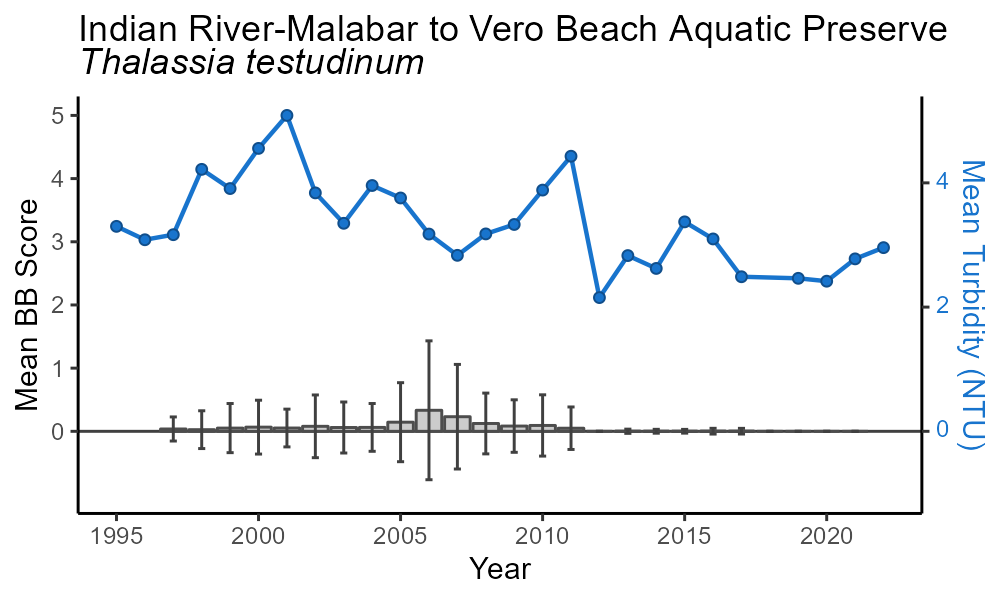 Indian River-Malabar to Vero Beach Aquatic Preserve
Thalassia testudinum
5
4
3
2
1
0
Mean BB Score
4
2
0
Mean Turbidity (NTU)
1995 2000 2005 2010 2015 2020
Year